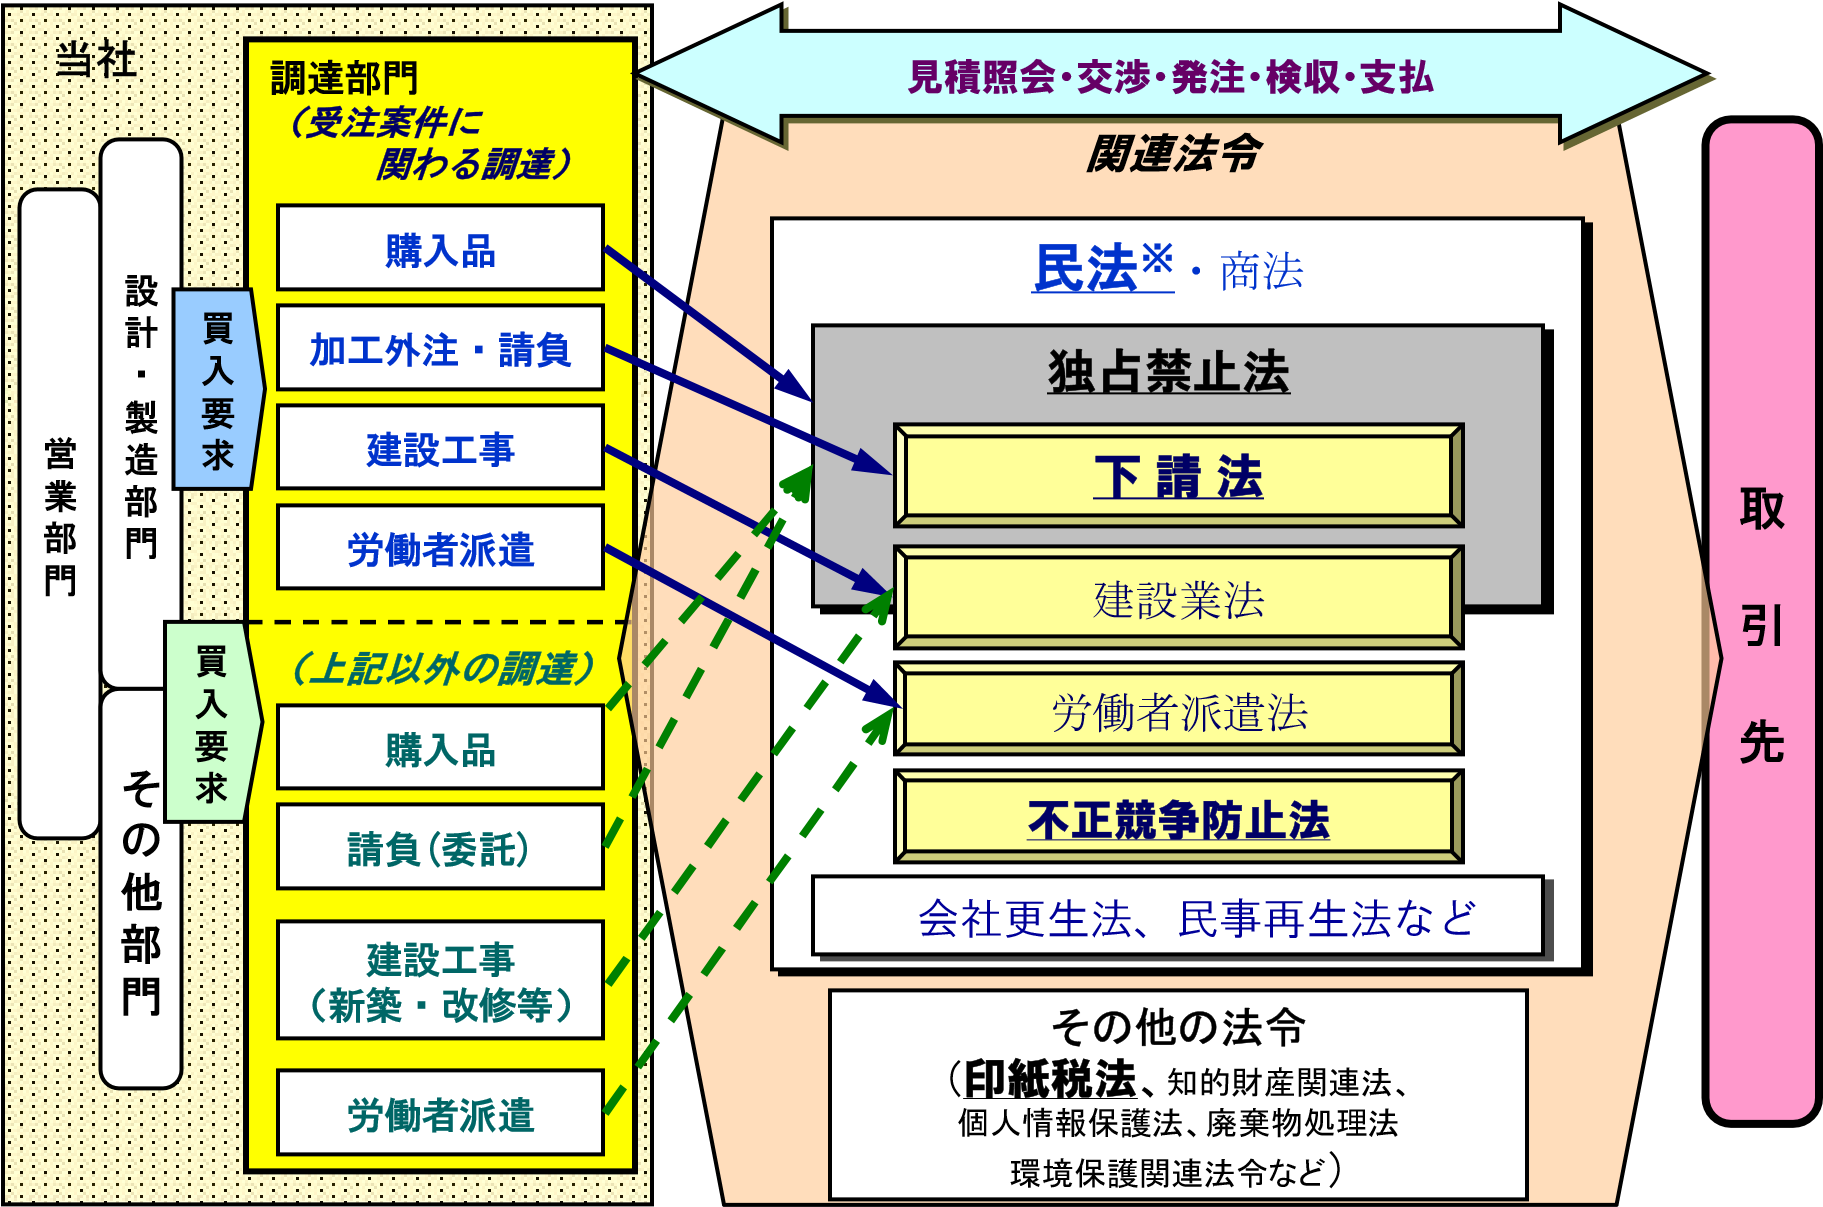 当社
営業部門
設計・製造部門
その他部門
買入要求
買入要求
調達部門
（受注案件に
関わる調達）
購入品
加工外注・請負
建設工事
労働者派遣
（上記以外の調達）
購入品
請負（委託）
建設工事
（新築・改修等）
労働者派遣
見積照会・交渉・発注・検収・支払
関連法令
民法※・商法
独占禁止法
下 請 法
建設業法
労働者派遣法
不正競争防止法
会社更生法、民事再生法など
その他の法令
（印紙税法、知的財産関連法、
個人情報保護法、廃棄物処理法
環境保護関連法令など）
取引先